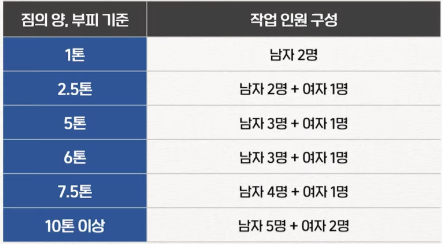 짐의 양, 부피 기준 작업 인원 구성
1톤 남자 2명
2.5톤 남자 2명 + 여자 1명
5톤 남자 3명 + 여자 1명
6톤 남자 3명 + 여자 1명
7.5톤 남자 4명 + 여자 1명
10톤 이상 남자 5명 + 여자 2명